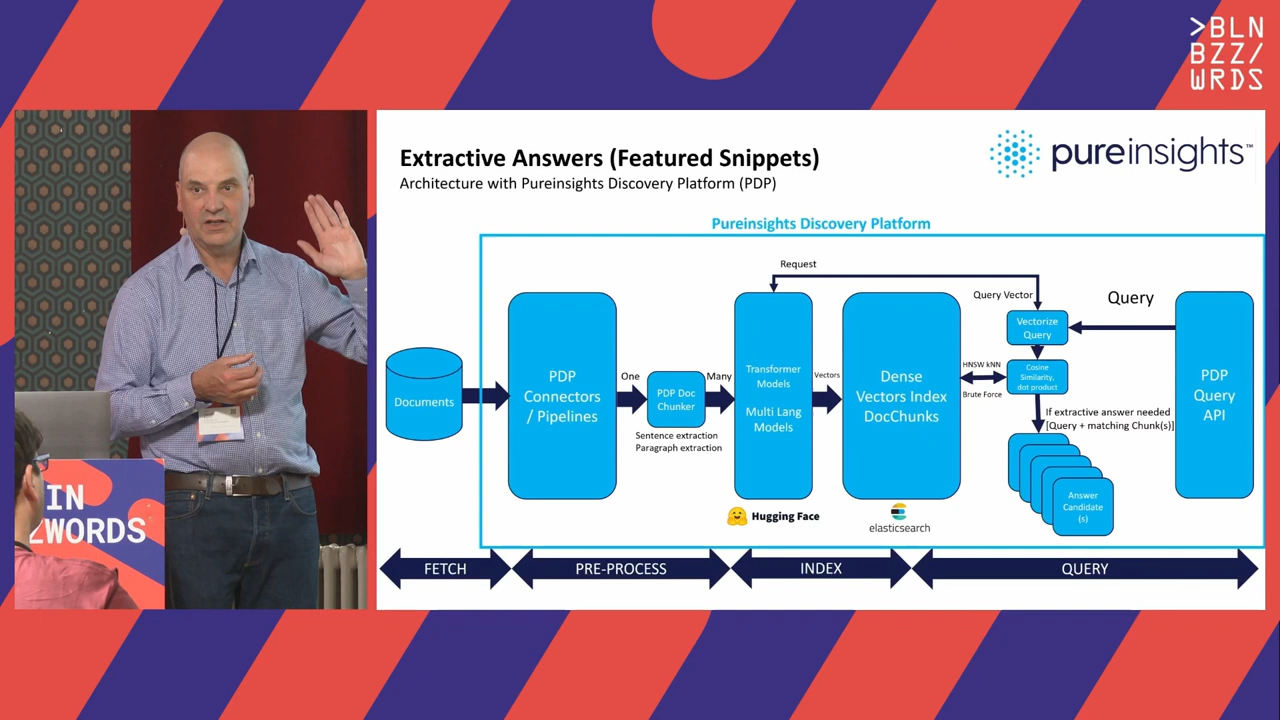 >BLN
BZZ/
WRDS
IN
ZWORDS
Extractive Answers (Featured Snippets)
Architecture with Pureinsights Discovery Platform (PDP)
pureinsights™
Pureinsights Discovery Platform
Request
Query Vector
Query
Documents
PDP
Connectors
/ Pipelines
One
PDP Doc
Chunker
Many
Sentence extraction
Paragraph extraction
Transformer
Models
Multi Lang
Models
Hugging Face
Vectors
Dense
Vectors Index
DocChunks
elasticsearch
HNSW kNN
Brute Force
Vectorize
Query
Cosine
Similarity,
dot product
If extractive answer needed
[Query + matching Chunk(s)]
Answer
Candidate
(s)
PDP
Query
API
FETCH
PRE-PROCESS
INDEX
QUERY